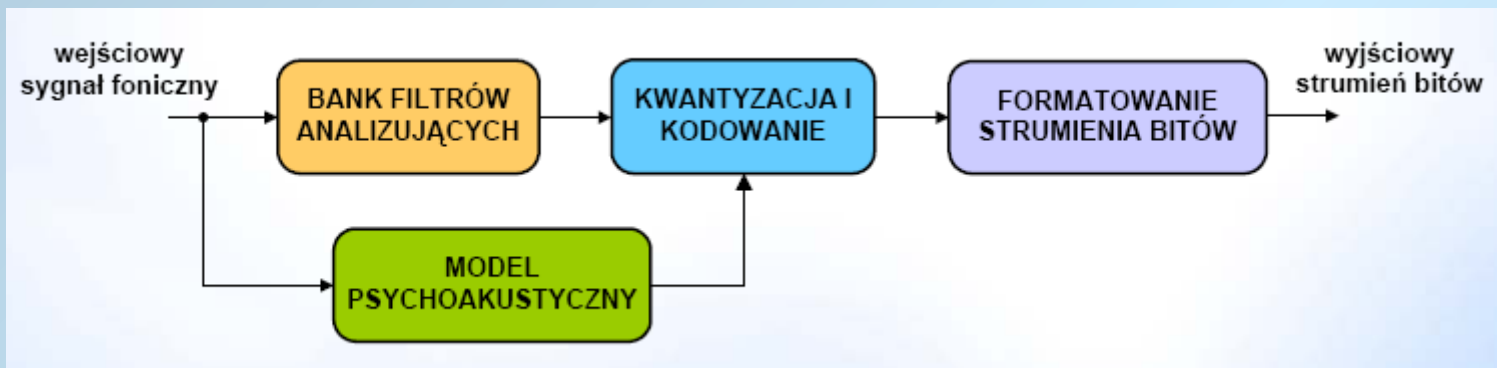 wejściowy
sygnał foniczny
BANK FILTRÓW
ANALIZUJĄCYCH
KWANTYZACJA I
KODOWANIE
FORMATOWANIE
STRUMIENIA BITÓW
wyjściowy
strumień bitów
MODEL
PSYCHOAKUSTYCZNY